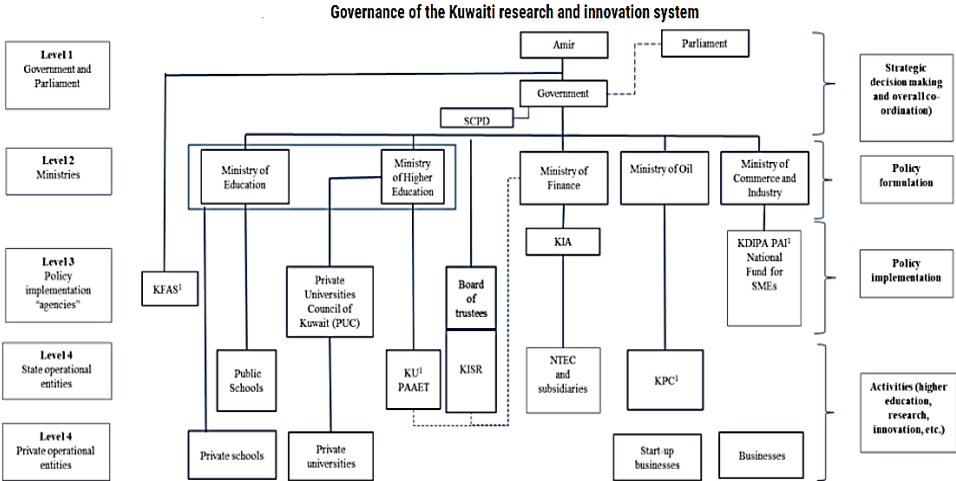 Governance of the Kuwaiti research and innovation system
Level 1
Government and
Parliament
Amir
Parliament
Government
SCPD
Strategic
decision making
and overall co-
ordination)
Level 2
Ministries
Ministry of
Education
Ministry
of Higher
Education
Ministry of
Finance
Ministry of Oil
Ministry of
Commerce and
Industry
Policy
formulation
Level 3
Policy
implementation
“agencies”
KFAS¹
Private
Universities
Council of
Kuwait (PUC)
Board
of
trustees
KIA
KDIPA PAI¹
National
Fund for
SMEs
Policy
implementation
Level 4
State operational
entities
Public
Schools
KU¹
PAAET
KISR
NTEC
and
subsidiaries
KPC¹
Activities (higher
education,
research,
innovation, etc.)
Level 4
Private operational
entities
Private schools
Private
universities
Start-up
businesses
Businesses